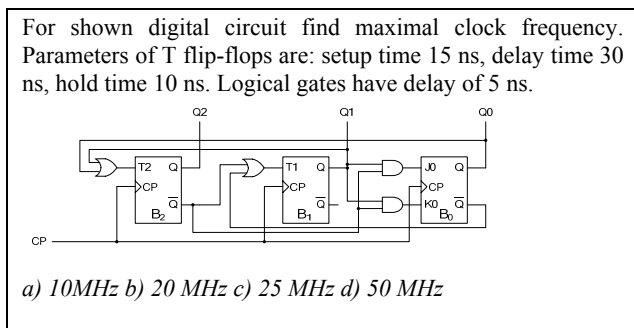 For shown digital circuit find maximal clock frequency.
Parameters of T flip-flops are: setup time 15 ns, delay time 30
ns, hold time 10 ns. Logical gates have delay of 5 ns.
Q2 Q1 Q0
T2 Q T1 Q J0 Q
CP CP CP
Q Q K0 Q
B2 B1 B0
CP
a) 10MHz b) 20 MHz c) 25 MHz d) 50 MHz